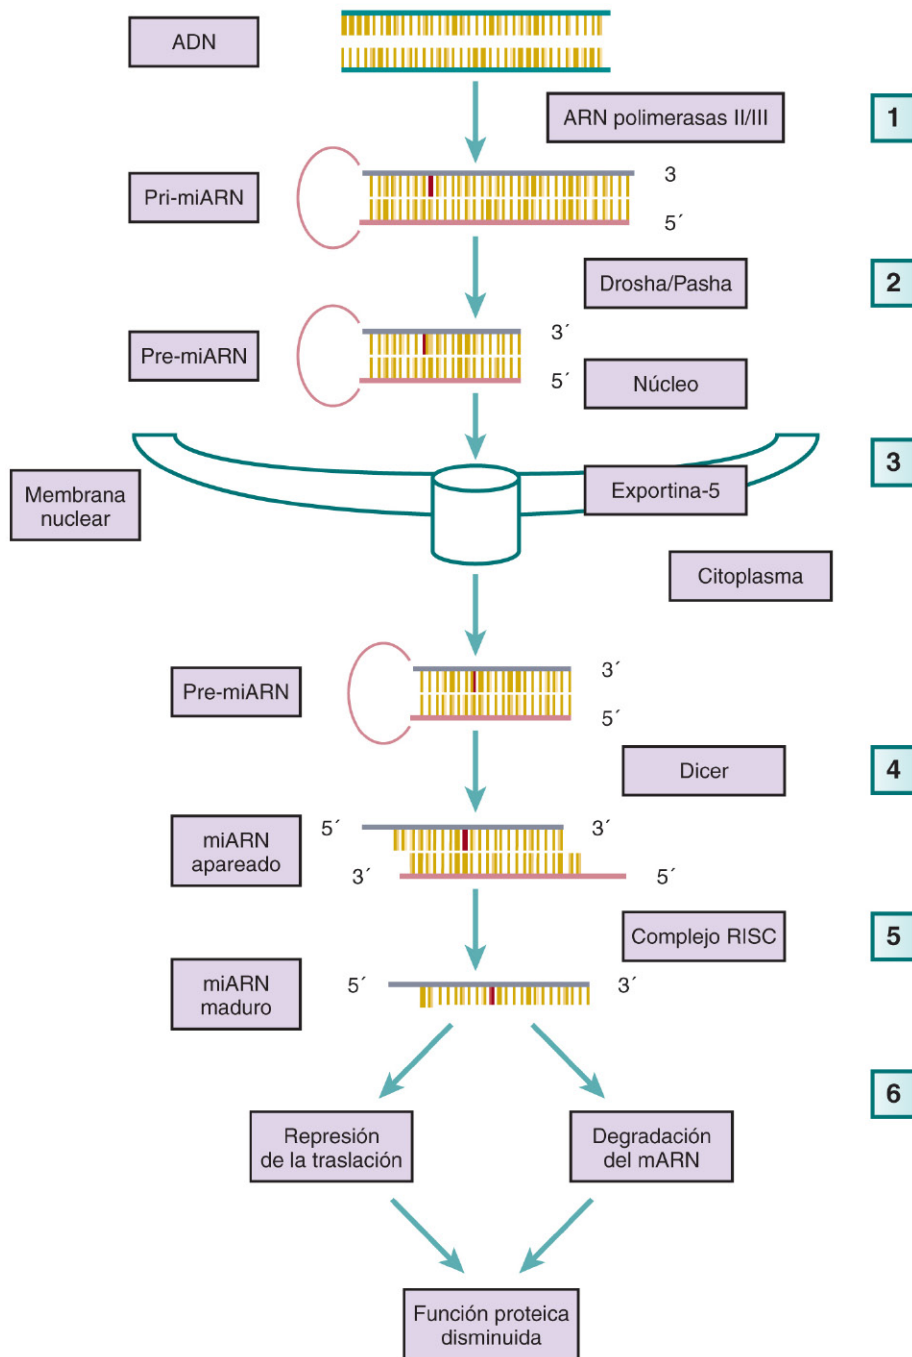 ADN
ARN polimerasas II/III
1
Pri-miARN
3
5´
Drosha/Pasha
2
Pre-miARN
3´
5´
Núcleo
3
Membrana
nuclear
Exportina-5
Citoplasma
Pre-miARN
3´
5´
Dicer
4
miARN
apareado
5´
3´
3´
5´
Complejo RISC
5
miARN
maduro
5´
3´
6
Represión
de la traslación
Degradación
del mARN
Función proteica
disminuida